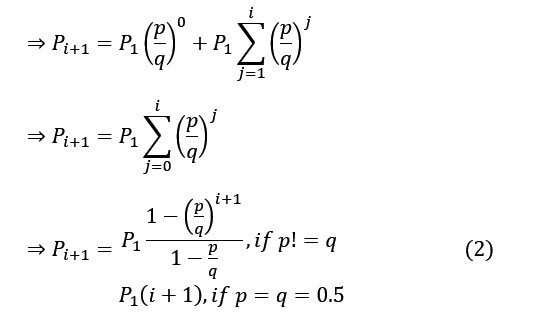 ⇒ P_{i+1} = P_1 (p/q)^0 + P_1 ∑_{j=1}^{i} (p/q)^j
⇒ P_{i+1} = P_1 ∑_{j=0}^{i} (p/q)^j
⇒ P_{i+1} = P_1 (1 − (p/q)^{i+1})/(1 − p/q), if p! = q (2)
P_1(i + 1), if p = q = 0.5